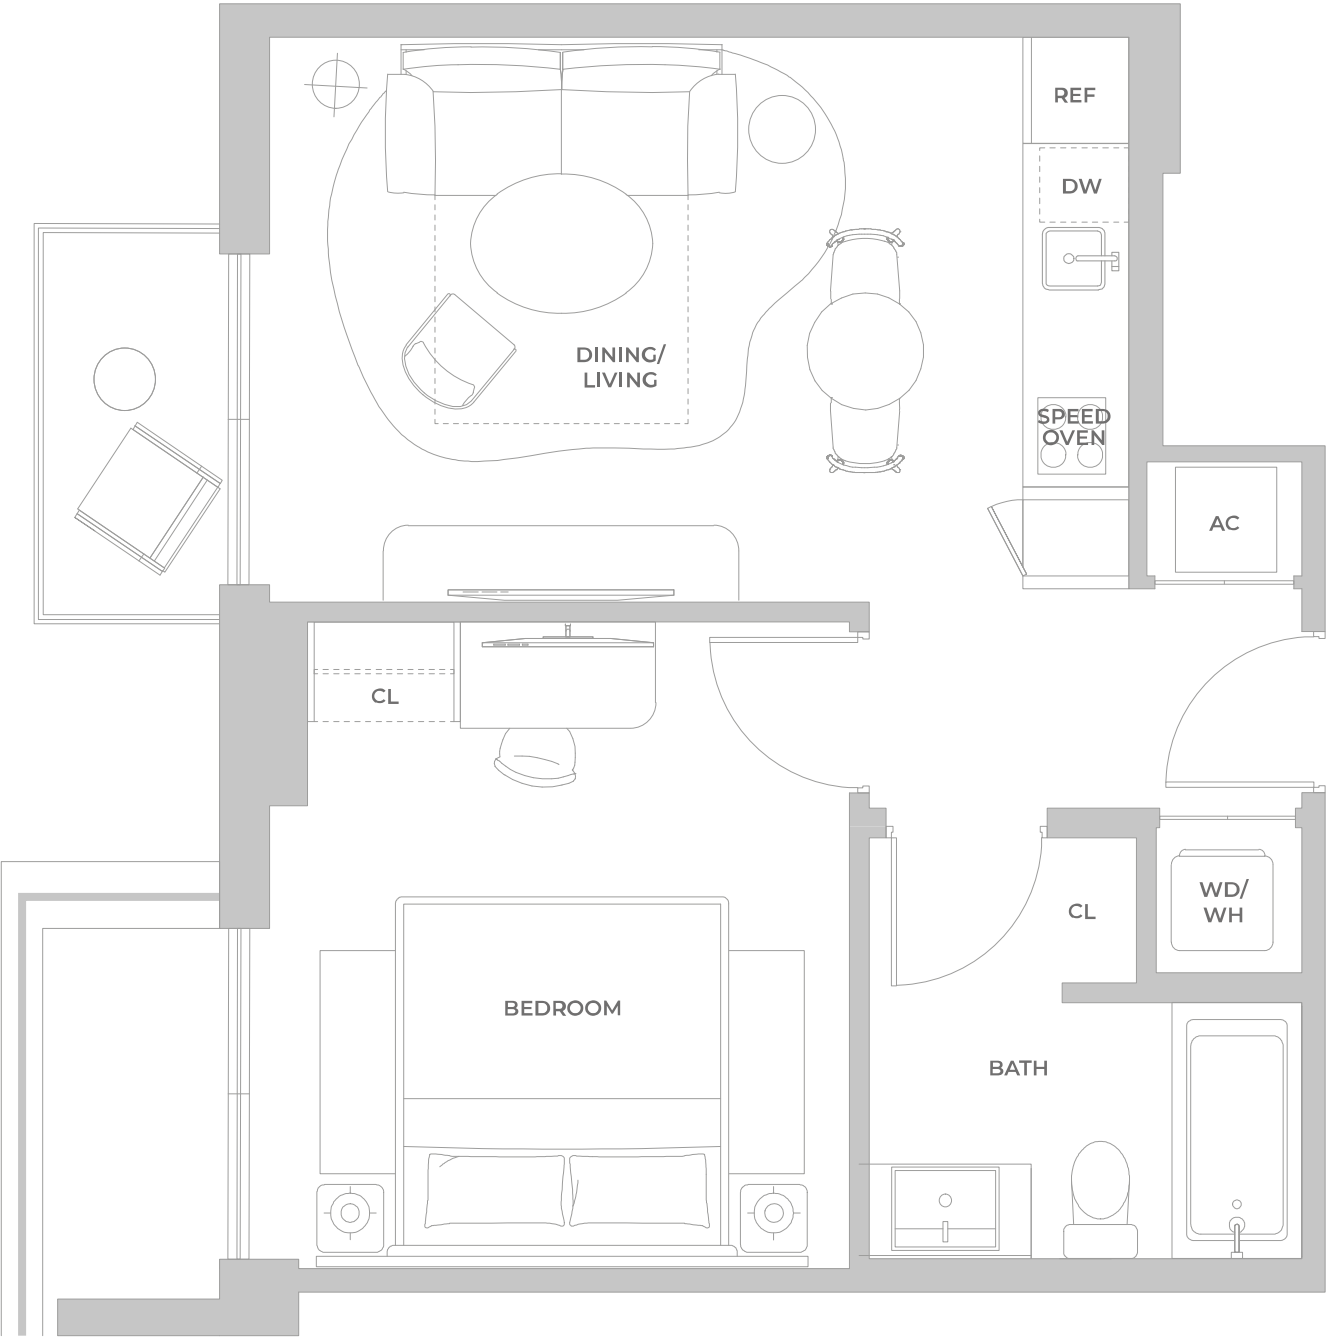 REF
DW
DINING/
LIVING
SPEED
OVEN
AC
CL
CL
WD/
WH
BEDROOM
BATH